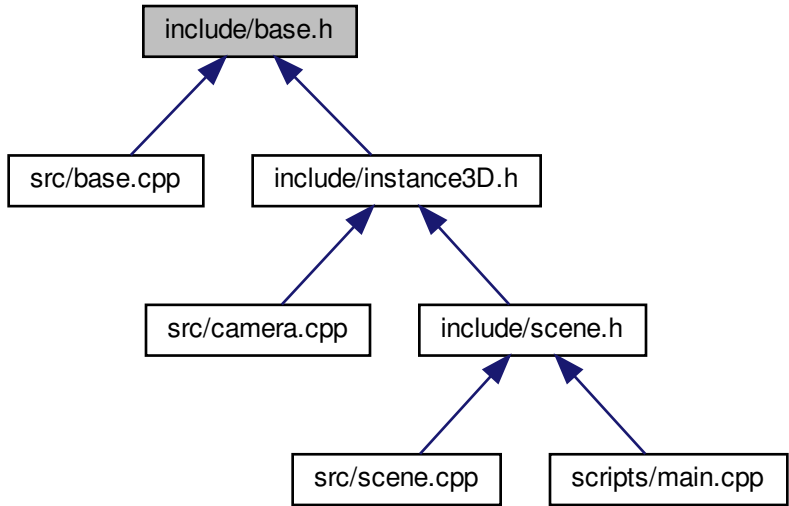 include/base.h
src/base.cpp
include/instance3D.h
src/camera.cpp
include/scene.h
src/scene.cpp
scripts/main.cpp